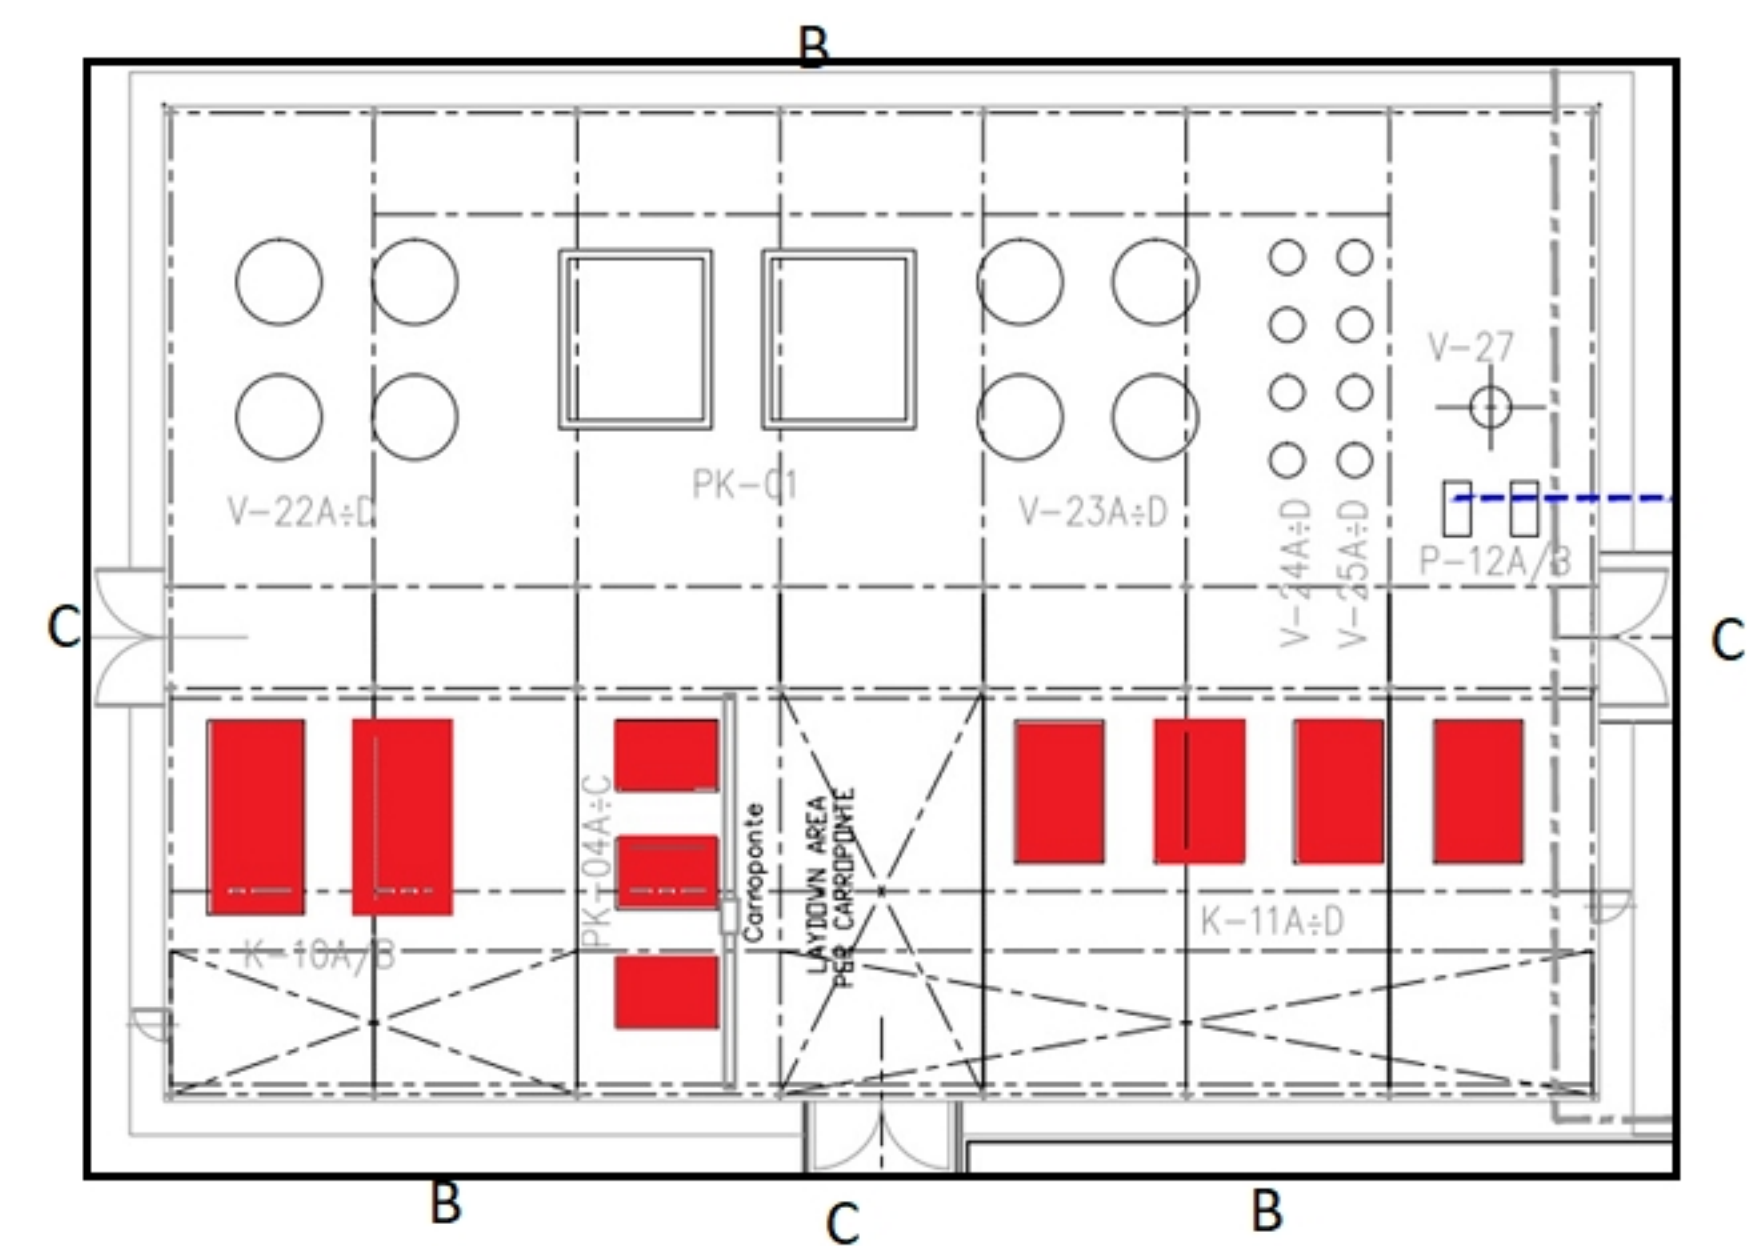 B
V-27
PK-01
V-22A÷D
V-23A÷D
V-24A÷D
V-25A÷D
P-12A/B
C
C
PK-04A÷C
Carroponte
LAYDOWN AREA
PER CARROPONTE
K-11A÷D
K-10A/B
B
C
B